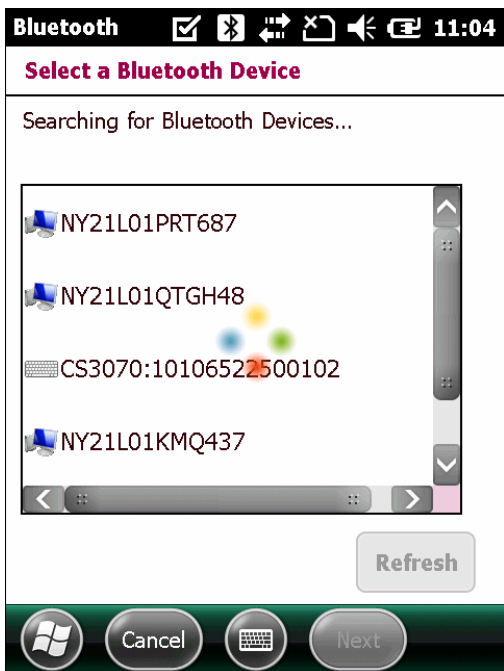 Bluetooth 11:04
Select a Bluetooth Device
Searching for Bluetooth Devices...
NY21L01PRT687
NY21L01QTGH48
CS3070:10106522500102
NY21L01KMQ437
Refresh
Cancel Next